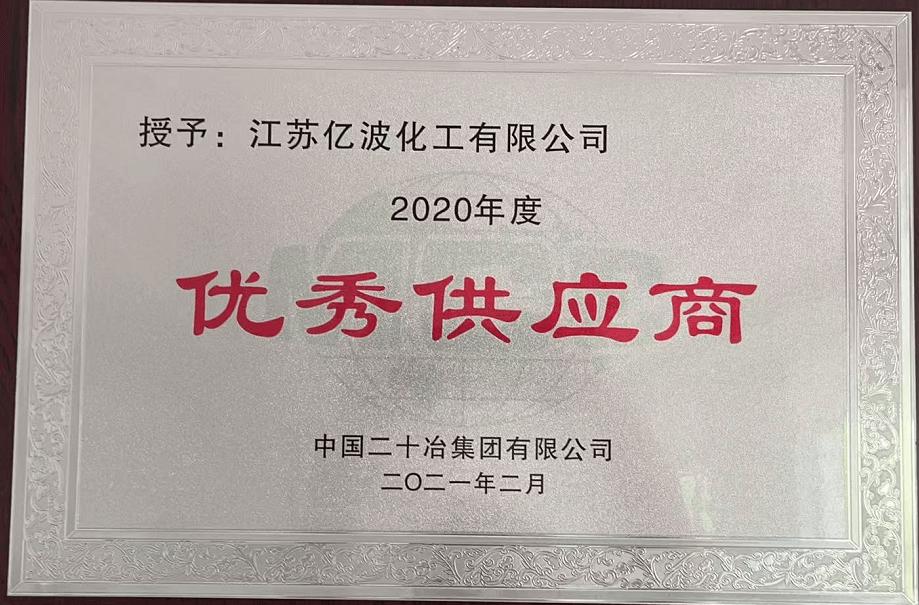 授予：江苏亿波化工有限公司
2020年度
优秀供应商
中国二十冶集团有限公司
二〇二一年二月